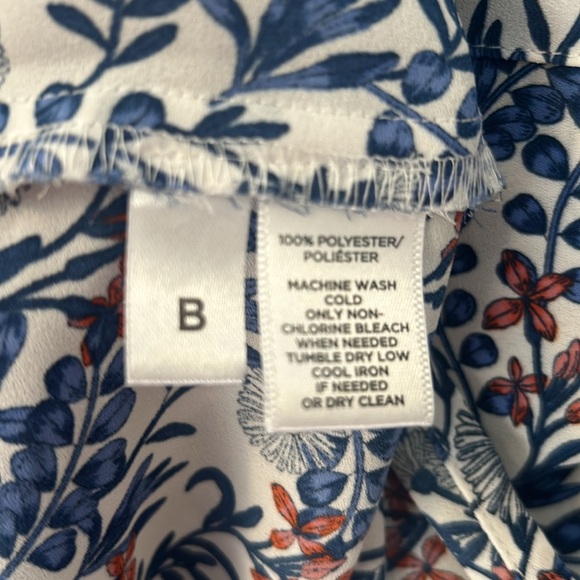 B
100% POLYESTER/
POLIÉSTER
MACHINE WASH
COLD
ONLY NON-
CHLORINE BLEACH
WHEN NEEDED
TUMBLE DRY LOW
COOL IRON
IF NEEDED
OR DRY CLEAN